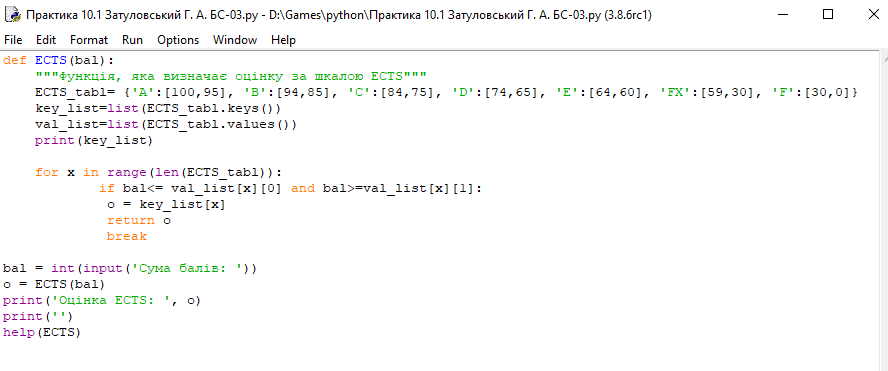 Практика 10.1 Затуловський Г. А. БС-03.py - D:\Games\python\Практика 10.1 Затуловський Г. А. БС-03.py (3.8.6rc1)
File Edit Format Run Options Window Help
def ECTS(bal):
    """Функція, яка визначає оцінку за шкалою ECTS"""
    ECTS_tabl= {'A':[100,95], 'B':[94,85], 'C':[84,75], 'D':[74,65], 'E':[64,60], 'FX':[59,30], 'F':[30,0]}
    key_list=list(ECTS_tabl.keys())
    val_list=list(ECTS_tabl.values())
    print(key_list)
    for x in range(len(ECTS_tabl)):
            if bal<= val_list[x][0] and bal>=val_list[x][1]:
             o = key_list[x]
             return o
             break
bal = int(input('Сума балів: '))
o = ECTS(bal)
print('Оцінка ECTS: ', o)
print('')
help(ECTS)